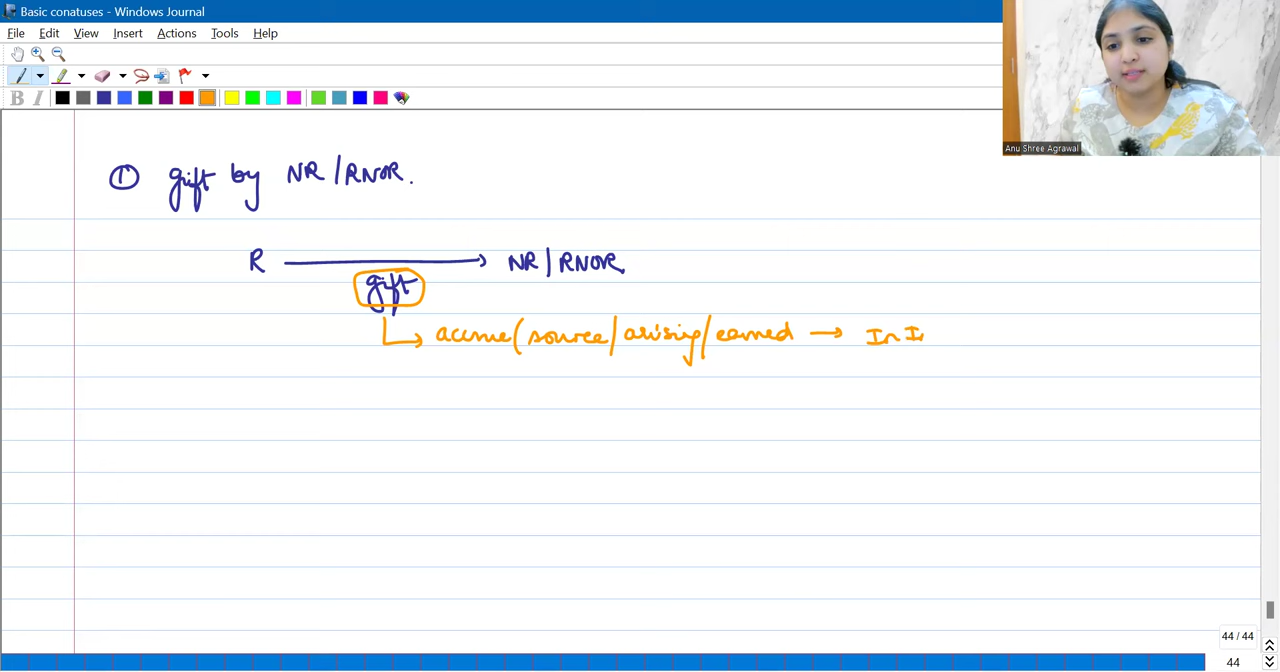 Basic conatuses - Windows Journal
File Edit View Insert Actions Tools Help
B I
Anu Shree Agrawal
① gift by NR/RNOR.
R → NR/RNOR
gift
↳ accrue (source/arising/earned → In I
44 / 44
44